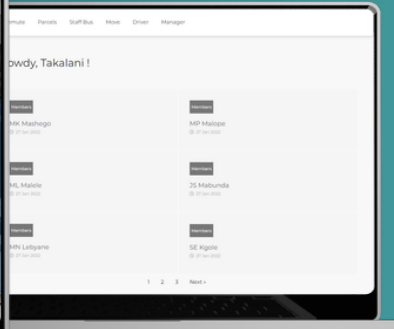 mute Parcels Staff Bus Move Driver Manager
owdy, Takalani !
Members Members
MK Mashego MP Malope
27 Jan 2022 27 Jan 2022
Members Members
ML Malele JS Mabunda
27 Jan 2022 27 Jan 2022
Members Members
MN Lebyane SE Kgole
27 Jan 2022 27 Jan 2022
1 2 3 Next »